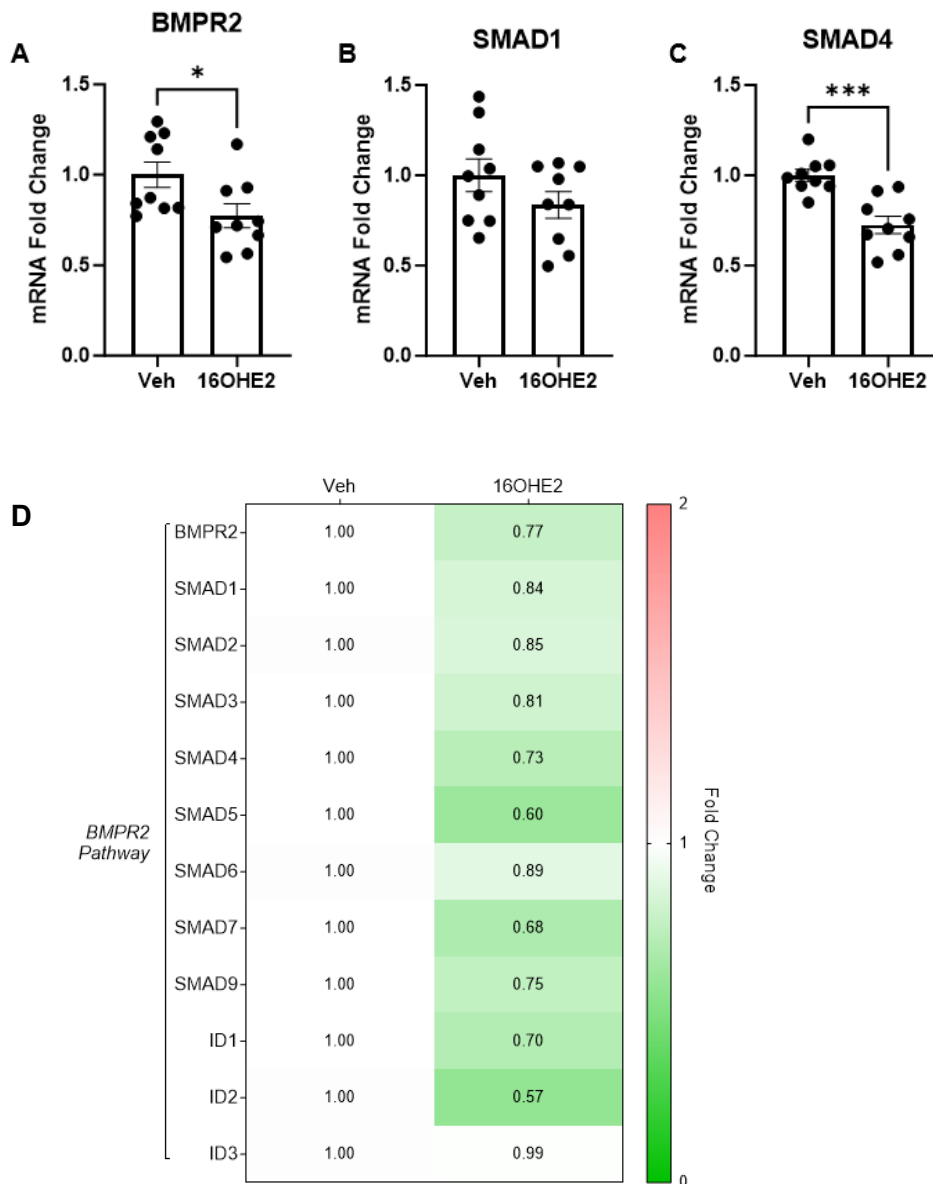 A
BMPR2
*
mRNA Fold Change
1.5
1.0
0.5
0.0
Veh 16OHE2
B
SMAD1
mRNA Fold Change
1.5
1.0
0.5
0.0
Veh 16OHE2
C
SMAD4
***
mRNA Fold Change
1.5
1.0
0.5
0.0
Veh 16OHE2
D
Veh 16OHE2
BMPR2
Pathway
BMPR2 1.00 0.77
SMAD1 1.00 0.84
SMAD2 1.00 0.85
SMAD3 1.00 0.81
SMAD4 1.00 0.73
SMAD5 1.00 0.60
SMAD6 1.00 0.89
SMAD7 1.00 0.68
SMAD9 1.00 0.75
ID1 1.00 0.70
ID2 1.00 0.57
ID3 1.00 0.99
2
1
0
Fold Change